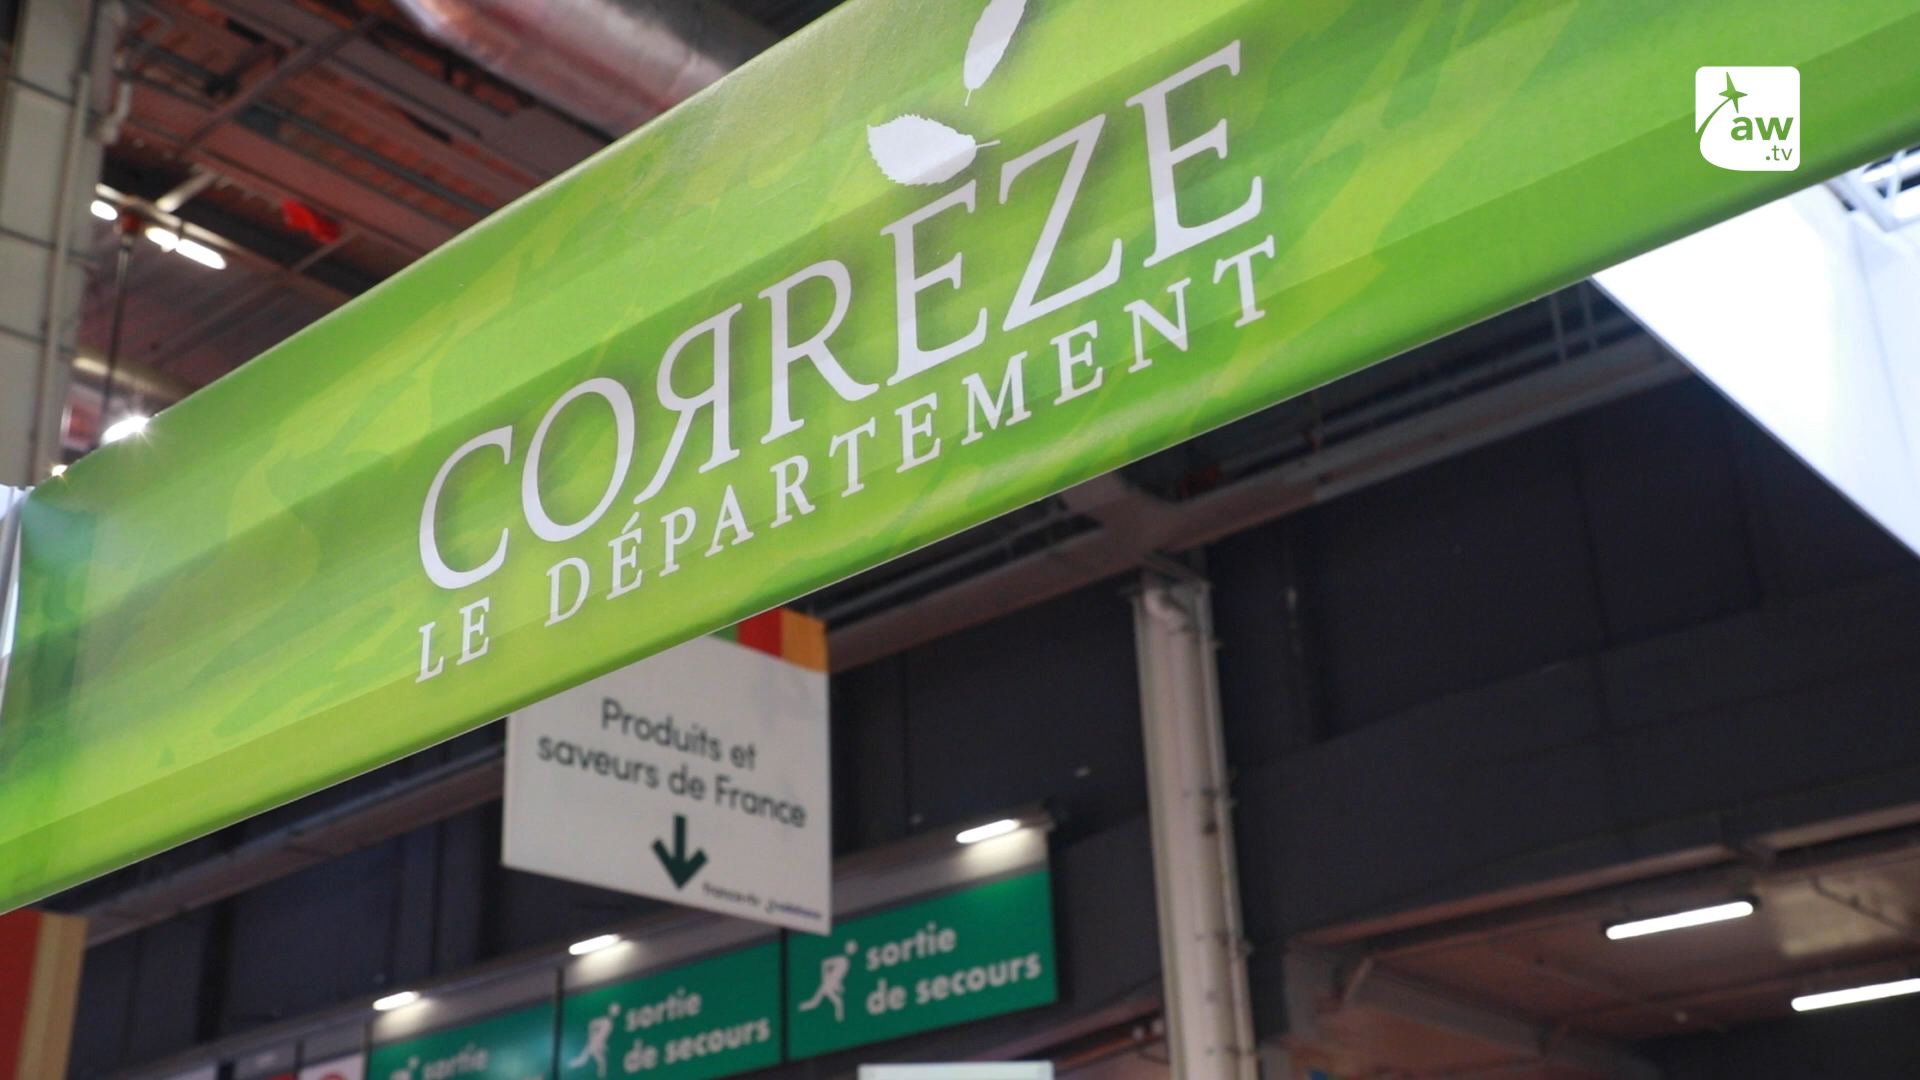 aw
.tv
CORRÈZE
LE DÉPARTEMENT
Produits et
saveurs de France
sortie
de secours
sortie
de secours
sortie